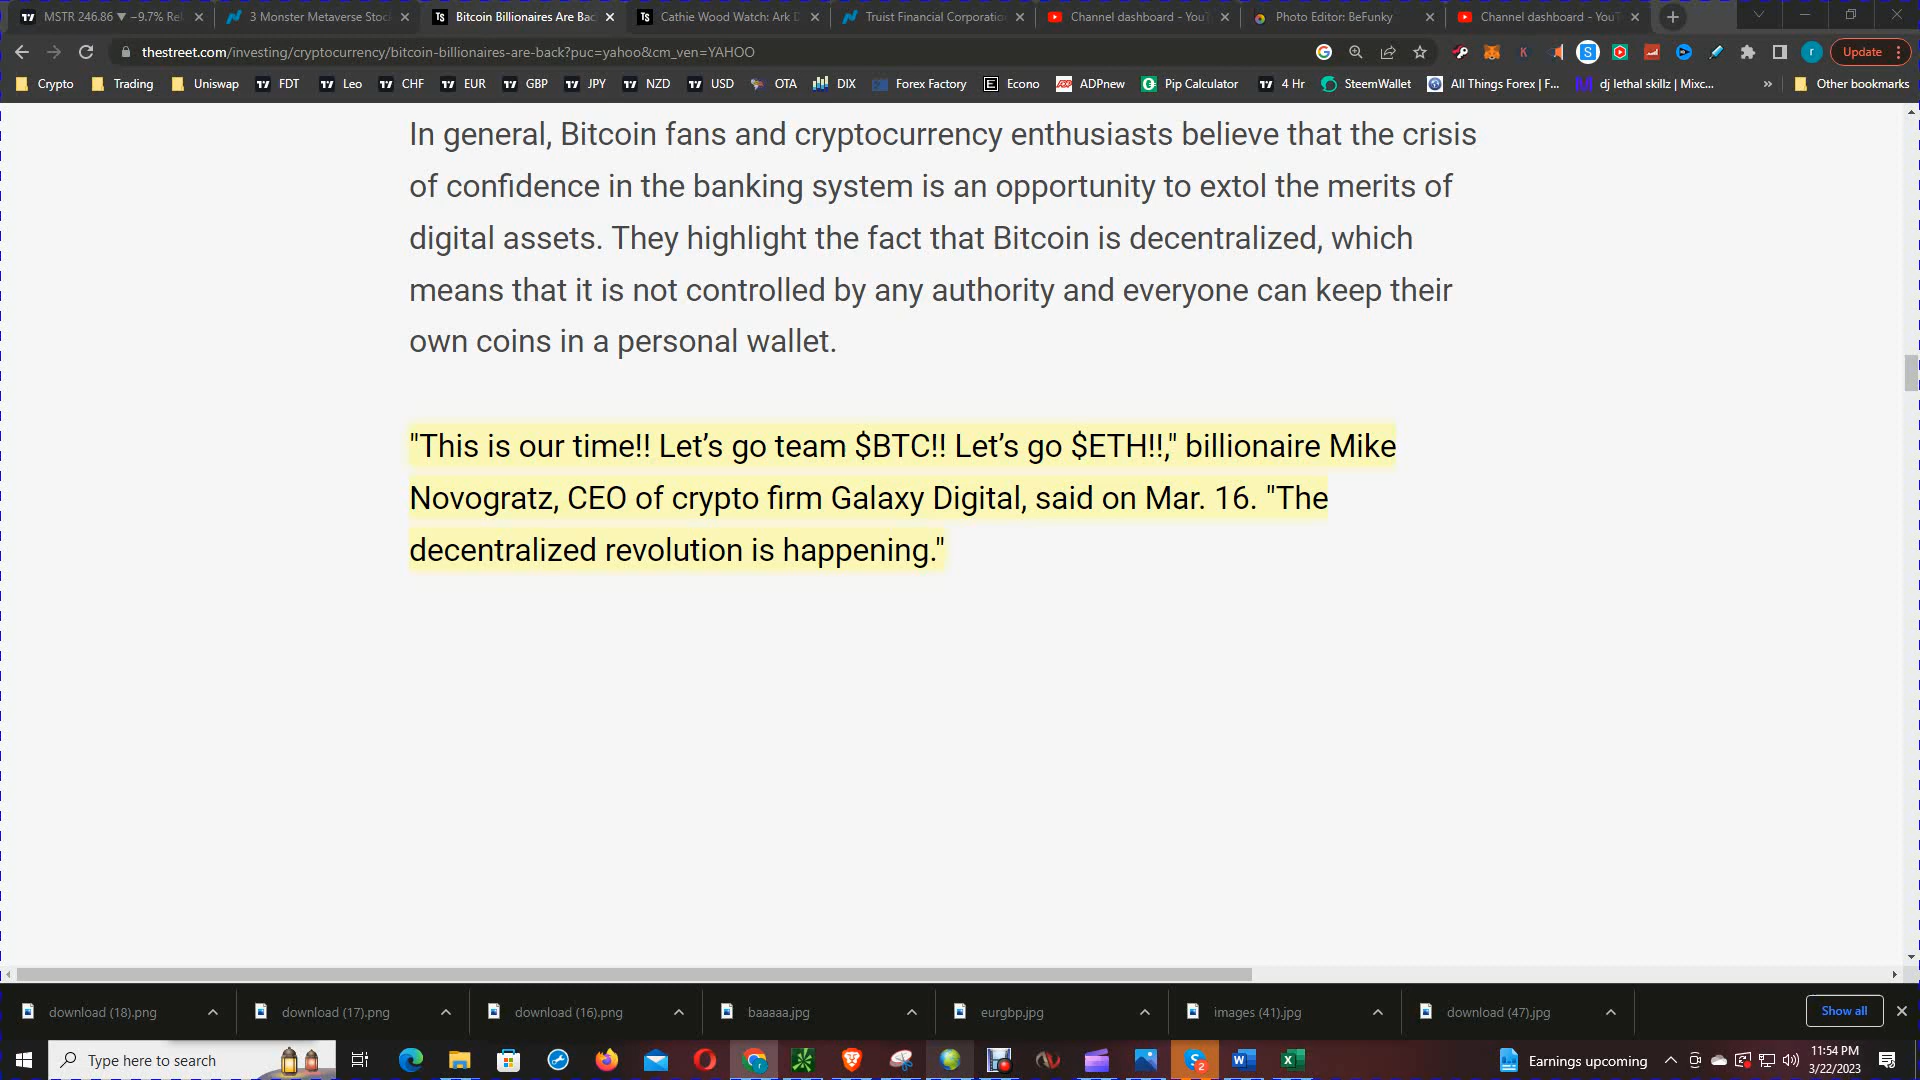 MSTR 246.86 ▼ −9.7% Rel
3 Monster Metaverse Stoc
Bitcoin Billionaires Are Bac
Cathie Wood Watch: Ark D
Truist Financial Corporatio
Channel dashboard - YouT
Photo Editor: BeFunky
Channel dashboard - YouT
thestreet.com/investing/cryptocurrency/bitcoin-billionaires-are-back?puc=yahoo&cm_ven=YAHOO
Update
Crypto Trading Uniswap FDT Leo CHF EUR GBP JPY NZD USD OTA DIX Forex Factory Econo ADPnew Pip Calculator 4 Hr SteemWallet All Things Forex | F... dj lethal skillz | Mixc... » Other bookmarks
In general, Bitcoin fans and cryptocurrency enthusiasts believe that the crisis
of confidence in the banking system is an opportunity to extol the merits of
digital assets. They highlight the fact that Bitcoin is decentralized, which
means that it is not controlled by any authority and everyone can keep their
own coins in a personal wallet.
"This is our time!! Let’s go team $BTC!! Let’s go $ETH!!," billionaire Mike
Novogratz, CEO of crypto firm Galaxy Digital, said on Mar. 16. "The
decentralized revolution is happening."
download (18).png
download (17).png
download (16).png
baaaaa.jpg
eurgbp.jpg
images (41).jpg
download (47).jpg
Show all
Type here to search
Earnings upcoming
11:54 PM
3/22/2023